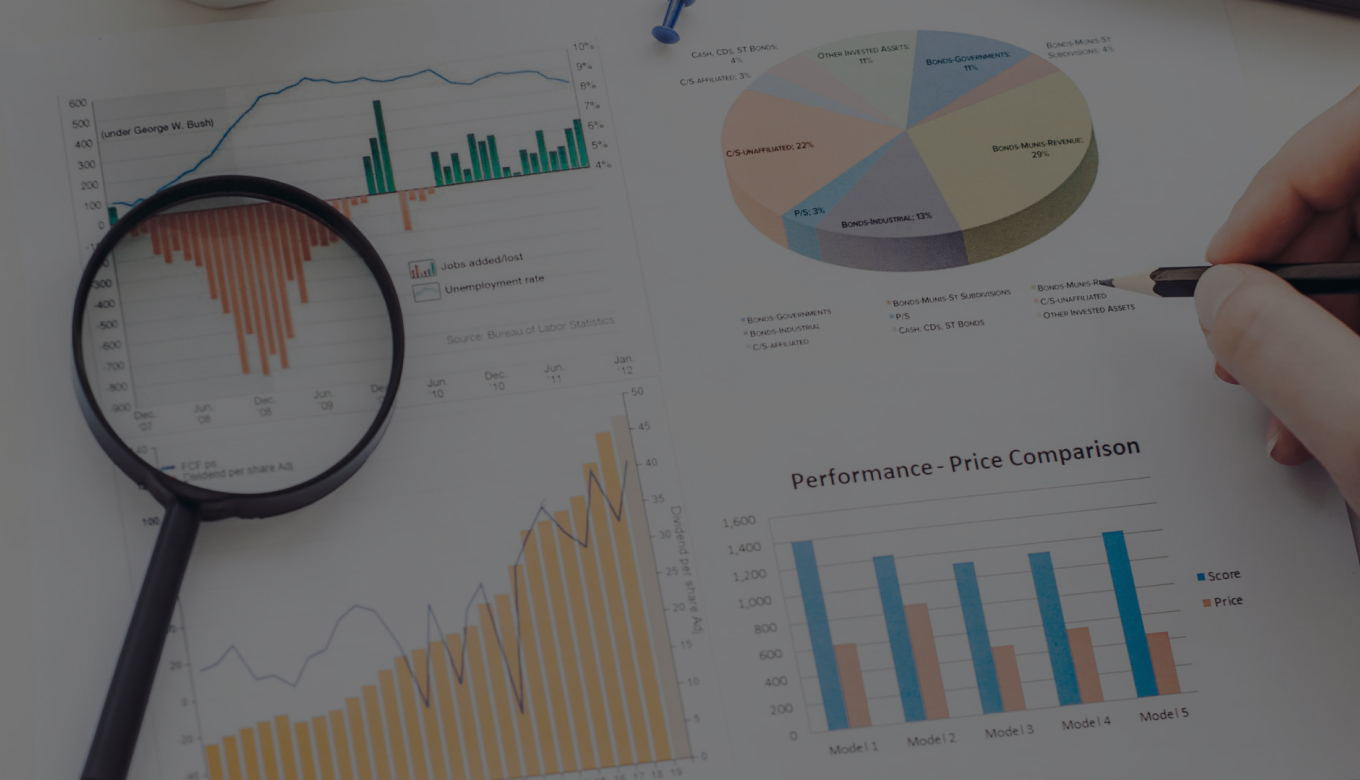 10%
9%
8%
7%
6%
5%
4%
600
500
400
300
200
100
0
-300
-400
-500
-600
-700
-800
-900
(under George W. Bush)
Jobs added/lost
Unemployment rate
Source: Bureau of Labor Statistics
Dec.
'07
Jun.
'08
Dec.
'08
Jun.
'09
Jun.
'10
Dec.
'10
Jun.
'11
Jan.
'12
CASH, CDS, ST BONDS;
4%
C/S-AFFILIATED; 3%
OTHER INVESTED ASSETS;
11%
BONDS-GOVERNMENTS;
11%
BONDS-MUNIS-ST
SUBDIVISIONS; 4%
C/S-UNAFFILIATED; 22%
BONDS-MUNIS-REVENUE;
29%
P/S; 3%
BONDS-INDUSTRIAL; 13%
BONDS-GOVERNMENTS
BONDS-MUNIS-ST SUBDIVISIONS
BONDS-MUNIS-
BONDS-INDUSTRIAL
P/S
C/S-UNAFFILIATED
C/S-AFFILIATED
CASH, CDS, ST BONDS
OTHER INVESTED ASSETS
FCF ps.
Dividend per share Adj.
100
20
0
-20
50
45
40
35
30
25
20
15
10
5
0
Dividend per share Adj.
17 18 19
Performance - Price Comparison
1,600
1,400
1,200
1,000
800
600
400
200
0
Model 1
Model 2
Model 3
Model 4
Model 5
Score
Price